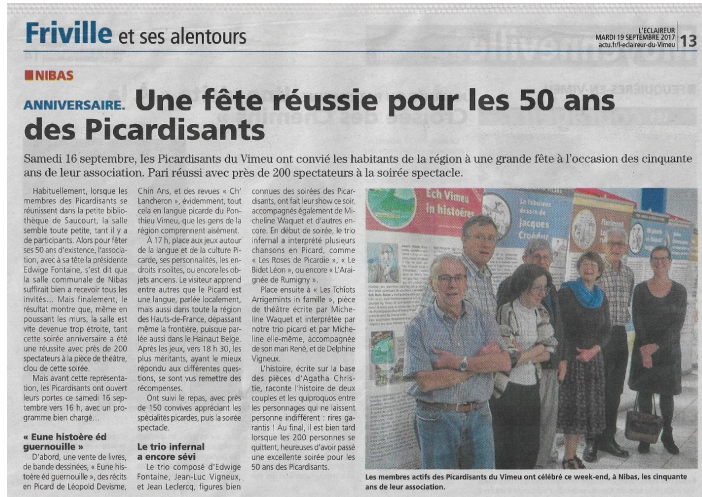 Friville et ses alentours
L'ECLAIREUR
MARDI 19 SEPTEMBRE 2017
actu.fr/l-eclaireur-du-Vimeu
13
NIBAS
ANNIVERSAIRE. Une fête réussie pour les 50 ans
des Picardisants
Samedi 16 septembre, les Picardisants du Vimeu ont convié les habitants de la région à une grande fête à l'occasion des cinquante
ans de leur association. Pari réussi avec près de 200 spectateurs à la soirée spectacle.
Habituellement, lorsque les
membres des Picardisants se
réunissent dans la petite biblio-
thèque de Saucourt, la salle
semble toute petite, tant il y a
de participants. Alors pour fêter
ses 50 ans d'existence, l'associa-
tion, avec à sa tête la présidente
Edwige Fontaine, s'est dit que
la salle communale de Nibas
suffirait bien a recevoir tous les
invités... Mais finalement, le
résultat montre que, même en
poussant les murs, la salle est
vite devenue trop étroite, tant
cette soirée anniversaire a été
une réussite avec près de 200
spectateurs à la pièce de théâtre,
clou de cette soirée.
Mais avant cette représenta-
tion, les Picardisants ont ouvert
leurs portes ce samedi 16 sep-
tembre vers 16 h, avec un pro-
gramme bien chargé...
« Eune histoère éd
guernouille »
D'abord, une vente de livres,
de bande dessinées, « Eune his-
toère éd guernouille », des récits
en Picard de Léopold Devisme,
Chin Ans, et des revues « Ch'
Lancheron », évidemment, tout
cela en langue picarde du Pon-
thieu Vimeu, que les gens de la
région comprennent aisément.
À 17 h, place aux jeux autour
de la langue et de la culture Pi-
carde, ses personnalités, les en-
droits insolites, ou encore les ob-
jets anciens. Le visiteur apprend
entre autres que le Picard est
une langue, parlée localement,
mais aussi dans toute la région
des Hauts-de-France, dépassant
même la frontière, puisque par-
lée aussi dans le Hainaut Belge.
Après les jeux, vers 18 h 30, les
plus méritants, ayant le mieux
répondu aux différentes ques-
tions, se sont vus remettre des
récompenses.
Ont suivi le repas, avec près
de 150 convives appréciant les
spécialités picardes, puis la soirée
spectacle.
Le trio infernal
a encore sévi
Le trio composé d'Edwige
Fontaine, Jean-Luc Vigneux,
et Jean Leclercq, figures bien
connues des soirées des Picar-
disants, ont fait leur show ce soir,
accompagnés également de Mi-
cheline Waquet et d'autres en-
core. En début de soirée, le trio
infernal a interprété plusieurs
chansons en Picard, comme
« Les Roses de Picardie », « Le
Bidet Léon », ou encore « L'Arai-
gnée de Rumigny ».
Place ensuite à « Les Tchiots
Arrigemints in famille », pièce
de théâtre écrite par Miche-
line Waquet et interprétée par
notre trio picard et par Miche-
line elle-même, accompagnée
de son mari René, et de Delphine
Vigneux.
L'histoire, écrite sur la base
des pièces d'Agatha Chris-
tie, raconte l'histoire de deux
couples et les quiproquos entre
les personnages qui ne laissent
personne indifférent : rires ga-
rantis ! Au final, il est bien tard
lorsque les 200 personnes se
quittent, heureuses d'avoir passé
une excellente soirée pour les
50 ans des Picardisants.
Ech Vimeu
in histoères
jacques
Les membres actifs des Picardisants du Vimeu ont célébré ce week-end, à Nibas, les cinquante
ans de leur association.